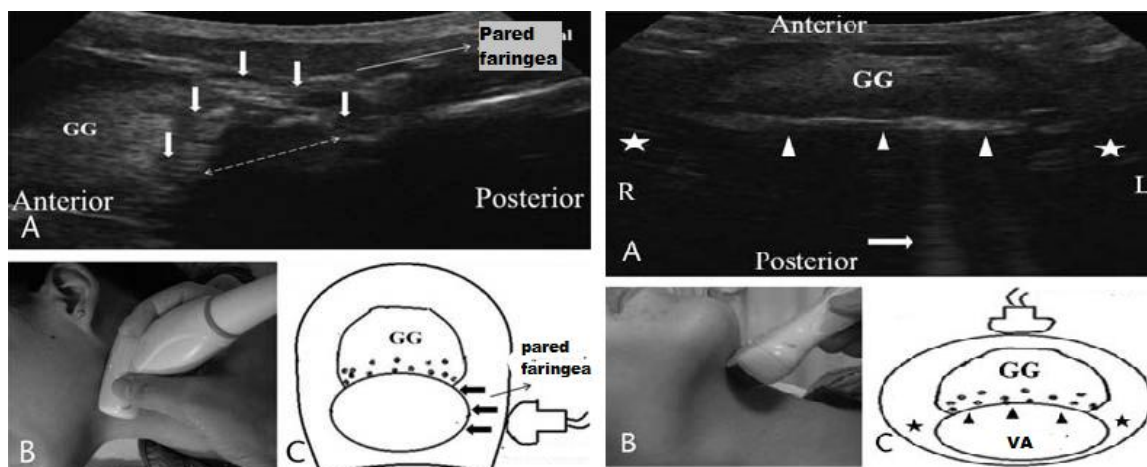 Pared
faringea
GG
Anterior
Posterior
A
B
GG
pared
faringea
C
Anterior
GG
R
L
A
Posterior
B
GG
VA
C